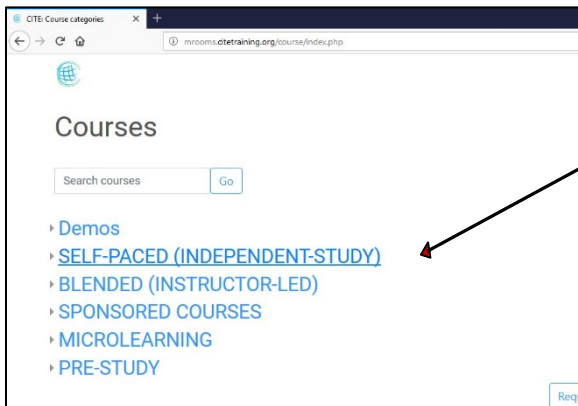 CITE: Course categories
mrooms.citetraining.org/course/index.php
Courses
Search courses Go
Demos
SELF-PACED (INDEPENDENT-STUDY)
BLENDED (INSTRUCTOR-LED)
SPONSORED COURSES
MICROLEARNING
PRE-STUDY